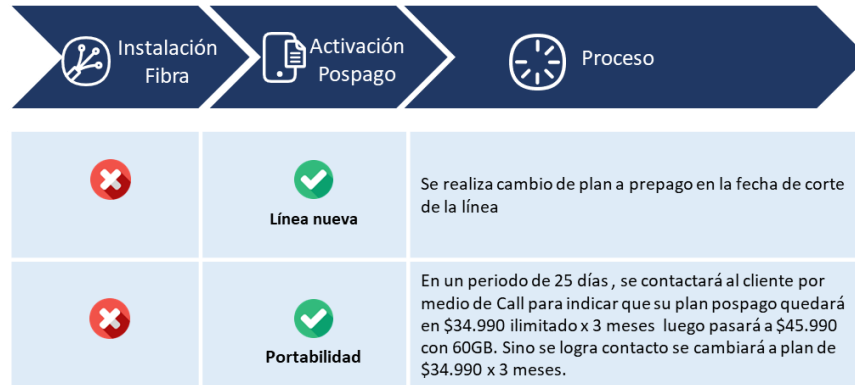 Instalación
Fibra
Activación
Pospago
Proceso
Línea nueva
Se realiza cambio de plan a prepago en la fecha de corte
de la línea
Portabilidad
En un periodo de 25 días , se contactará al cliente por
medio de Call para indicar que su plan pospago quedará
en $34.990 ilimitado x 3 meses  luego pasará a $45.990
con 60GB. Sino se logra contacto se cambiará a plan de
$34.990 x 3 meses.